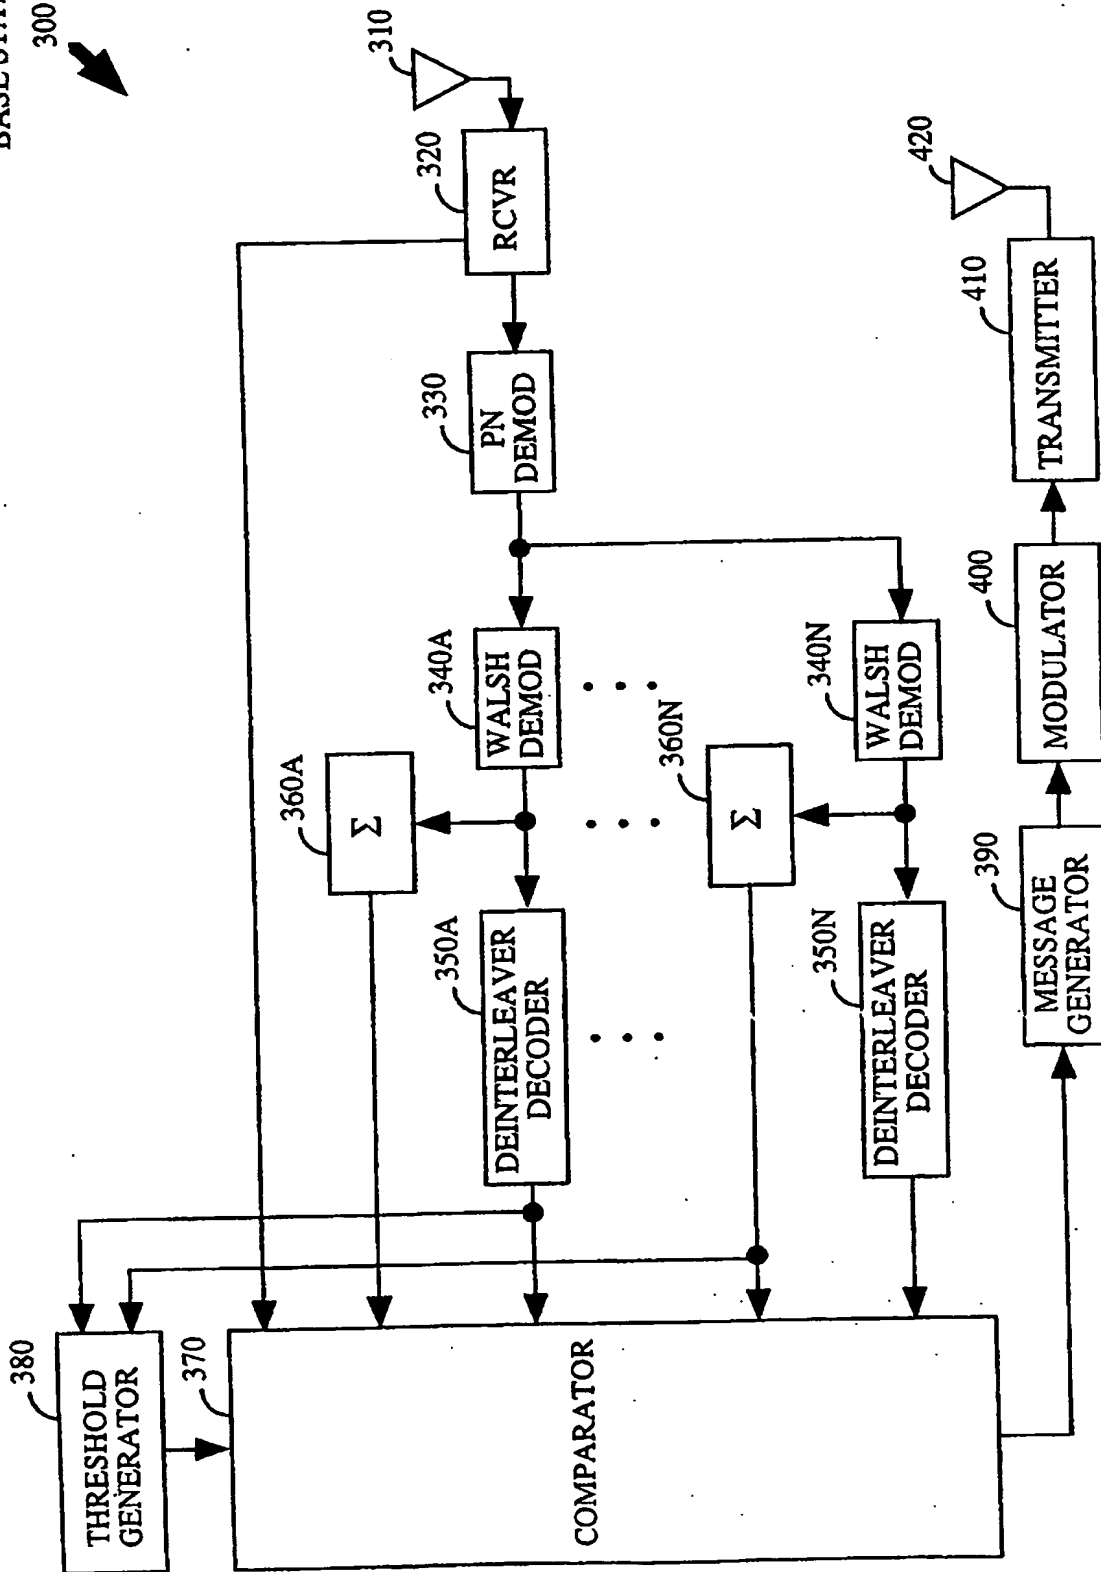 300
310
320
RCVR
330
PN
DEMOD
340A
WALSH
DEMOD
340N
WALSH
DEMOD
360A
Σ
360N
Σ
350A
DEINTERLEAVER
DECODER
350N
DEINTERLEAVER
DECODER
380
THRESHOLD
GENERATOR
370
COMPARATOR
390
MESSAGE
GENERATOR
400
MODULATOR
410
TRANSMITTER
420